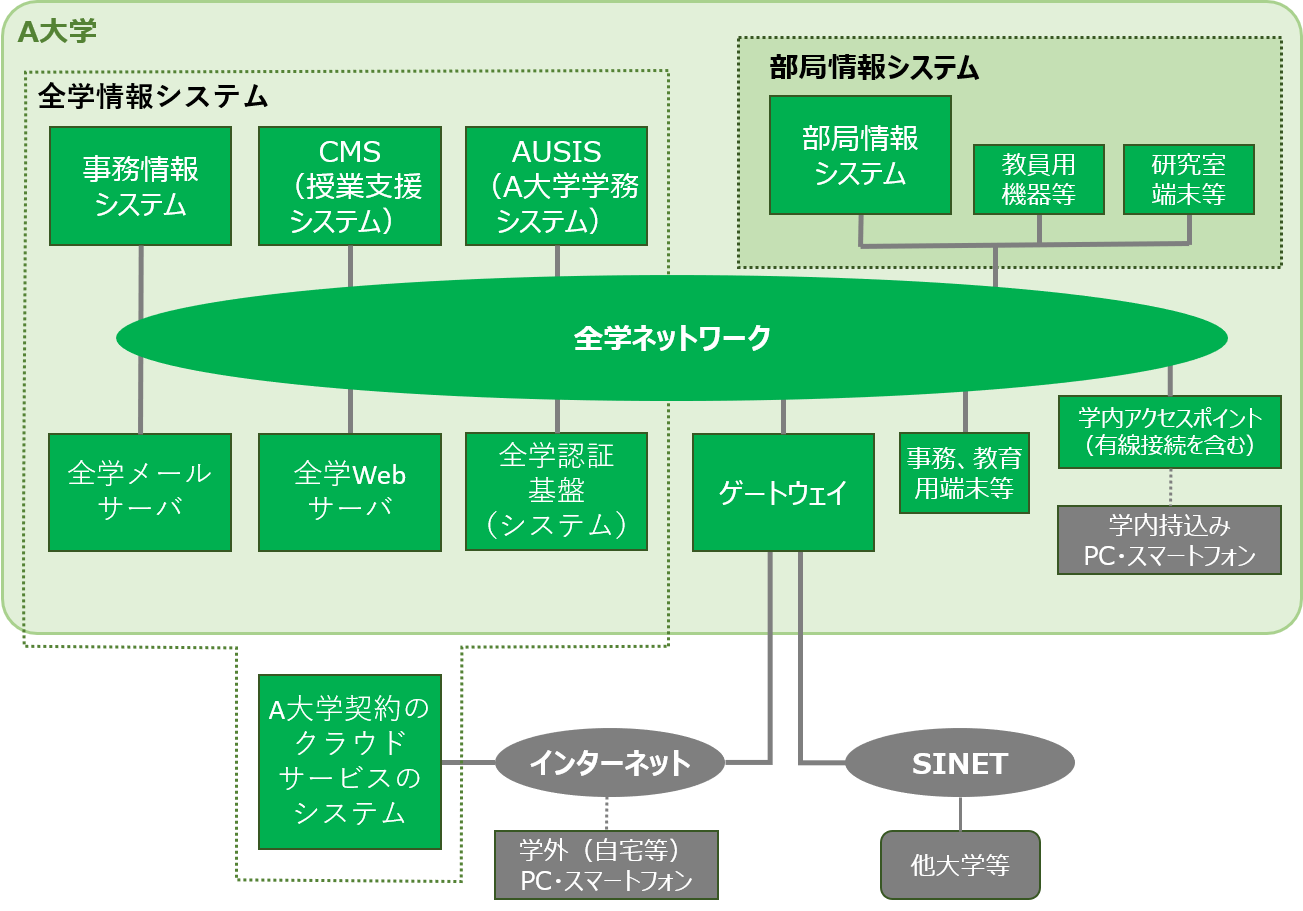 A大学
全学情報システム
部局情報システム
事務情報
システム
CMS
（授業支援
システム）
AUSIS
（A大学学務
システム）
部局情報
システム
教員用
機器等
研究室
端末等
全学ネットワーク
全学メール
サーバ
全学Web
サーバ
全学認証
基盤
（システム）
ゲートウェイ
事務、教育
用端末等
学内アクセスポイント
（有線接続を含む）
学内持込み
PC・スマートフォン
A大学契約の
クラウド
サービスの
システム
インターネット
SINET
学外（自宅等）
PC・スマートフォン
他大学等